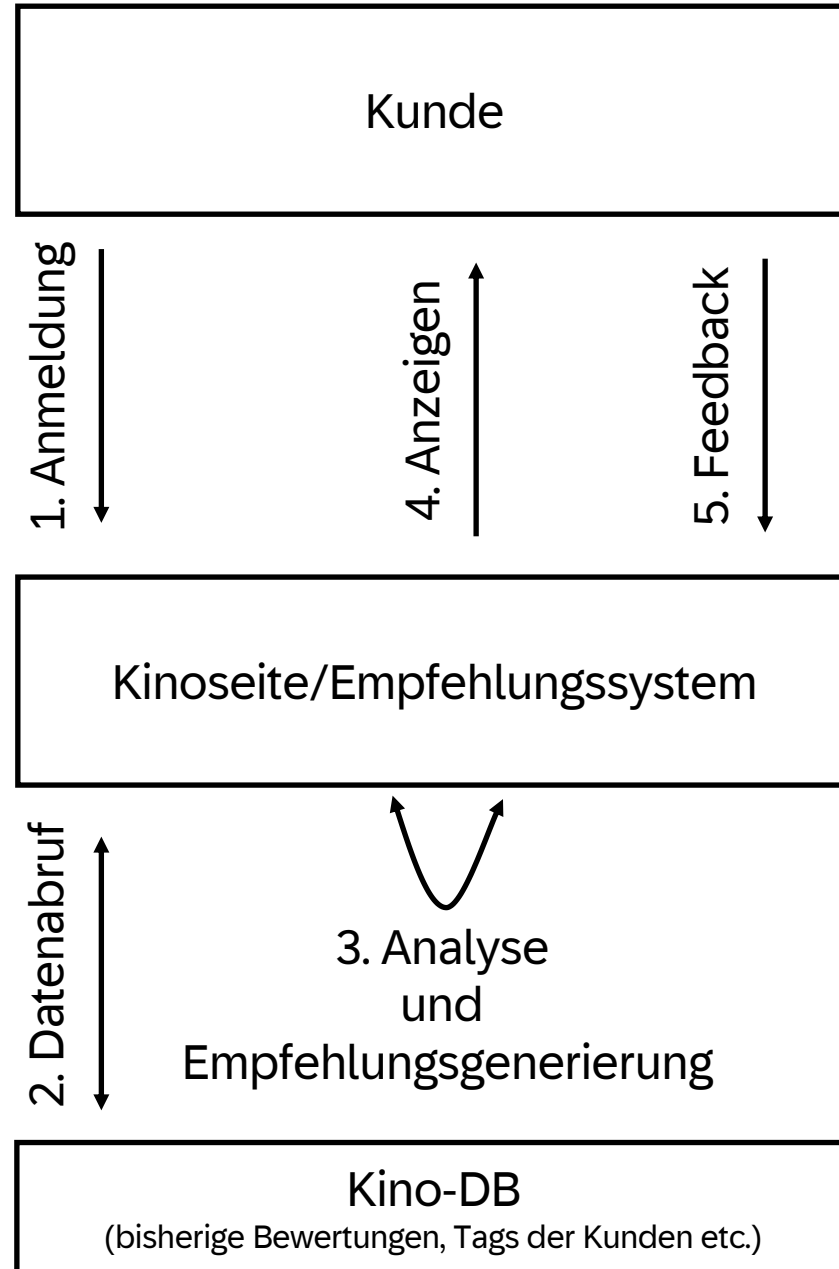 Kunde
1. Anmeldung
4. Anzeigen
5. Feedback
Kinoseite/Empfehlungssystem
2. Datenabruf
3. Analyse
und
Empfehlungsgenerierung
Kino-DB
(bisherige Bewertungen, Tags der Kunden etc.)